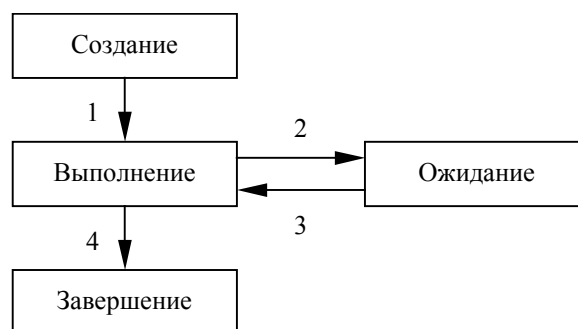 Создание
1
2
Выполнение
Ожидание
3
4
Завершение